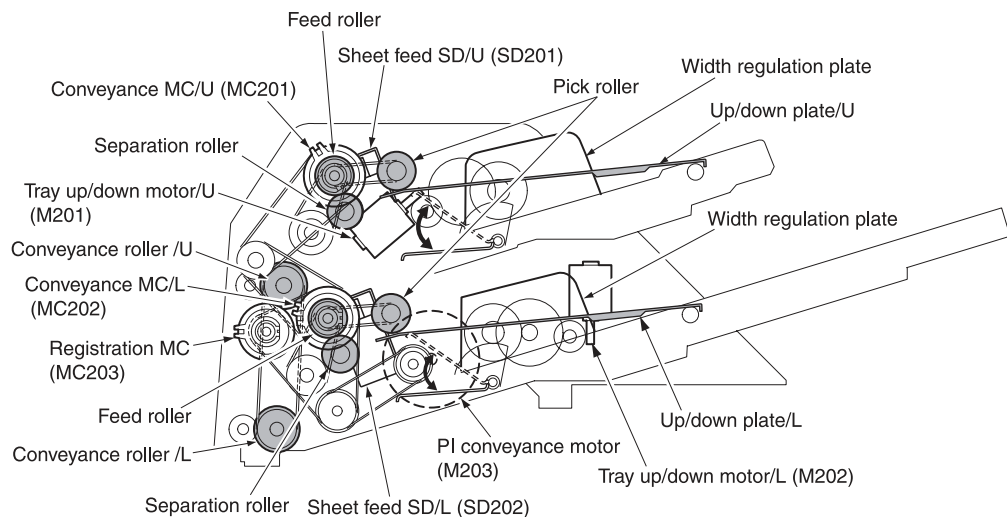 Feed roller
Sheet feed SD/U (SD201)
Conveyance MC/U (MC201)
Pick roller
Width regulation plate
Up/down plate/U
Separation roller
Tray up/down motor/U
(M201)
Width regulation plate
Conveyance roller /U
Conveyance MC/L
(MC202)
Registration MC
(MC203)
Feed roller
Up/down plate/L
PI conveyance motor
(M203)
Conveyance roller /L
Tray up/down motor/L (M202)
Separation roller
Sheet feed SD/L (SD202)